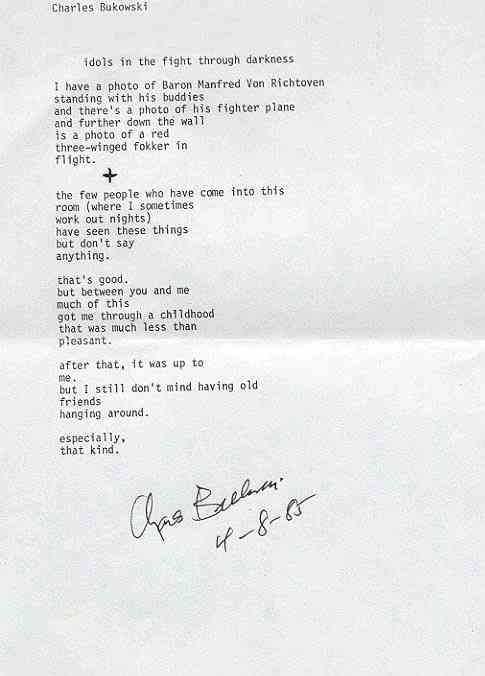 Charles Bukowski
idols in the fight through darkness
I have a photo of Baron Manfred Von Richtoven
standing with his buddies
and there's a photo of his fighter plane
and further down the wall
is a photo of a red
three-winged fokker in
flight.
the few people who have come into this
room (where I sometimes
work out nights)
have seen these things
but don't say
anything.
that's good.
but between you and me
much of this
got me through a childhood
that was much less than
pleasant.
after that, it was up to
me.
but I still don't mind having old
friends
hanging around.
especially,
that kind.
Charles Bukowski
4-8-85